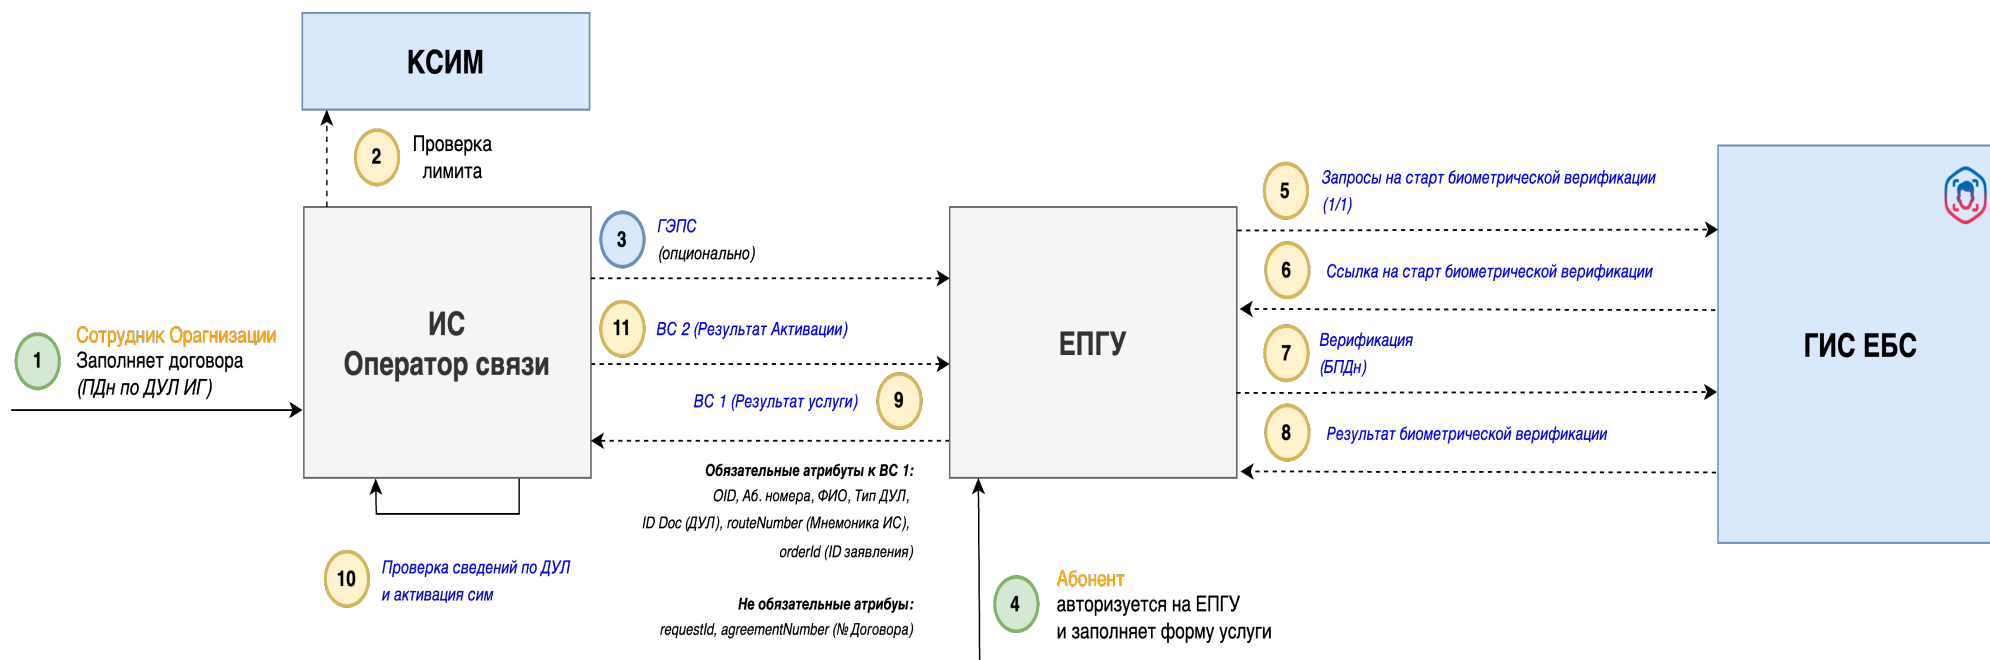 КСИМ
2
Проверка
лимита
ИС
Оператор связи
1
Сотрудник Орагнизации
Заполняет договора
(ПДн по ДУЛ ИГ)
3
ГЭПС
(опционально)
11
ВС 2 (Результат Активации)
ВС 1 (Результат услуги)
9
Обязательные атрибуты к ВС 1:
OID, Аб. номера, ФИО, Тип ДУЛ,
ID Doc (ДУЛ), routeNumber (Мнемоника ИС),
orderId (ID заявления)
Не обязательные атрибуы:
requestId, agreementNumber (№ Договора)
10
Проверка сведений по ДУЛ
и активация сим
ЕПГУ
4
Абонент
авторизуется на ЕПГУ
и заполняет форму услуги
5
Запросы на старт биометрической верификации
(1/1)
6
Ссылка на старт биометрической верификации
7
Верификация
(БПДн)
8
Результат биометрической верификации
ГИС ЕБС